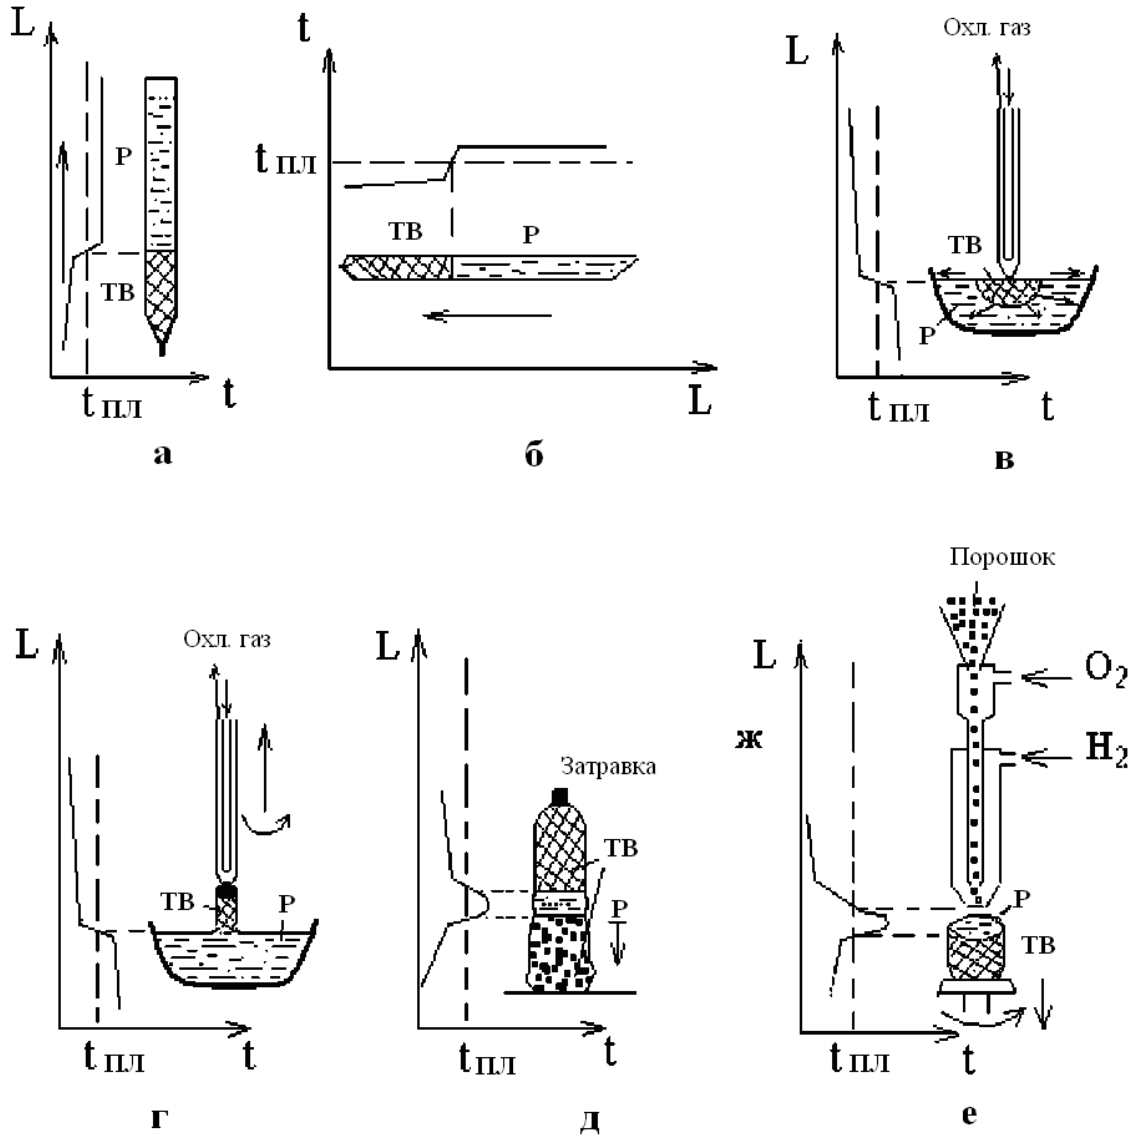 L
P
ТВ
t
t пл
а
t
t пл
ТВ
P
L
б
Охл. газ
L
ТВ
P
t пл
t
в
Охл. газ
L
ТВ
P
t пл
t
г
L
Затравка
ТВ
P
t пл
t
д
Порошок
L
O2
ж
H2
P
ТВ
t пл
t
е